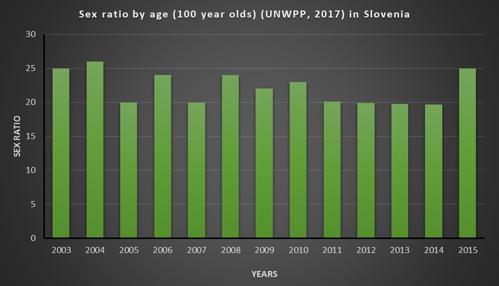 Sex ratio by age (100 year olds) (UNWPP, 2017) in Slovenia
30
25
20
15
10
5
0
SEX RATIO
2003 2004 2005 2006 2007 2008 2009 2010 2011 2012 2013 2014 2015
YEARS